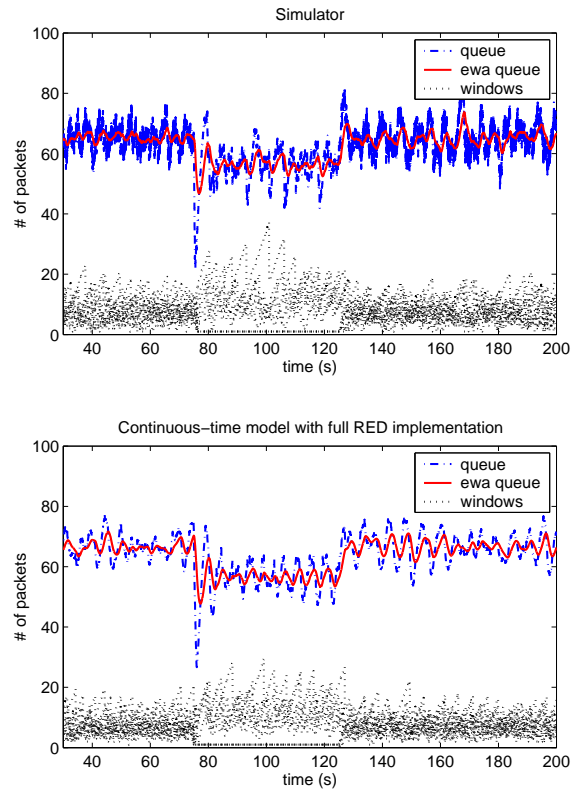 Simulator
100
80
60
40
20
0
# of packets
queue
ewa queue
windows
40 60 80 100 120 140 160 180 200
time (s)
Continuous−time model with full RED implementation
100
80
60
40
20
0
# of packets
queue
ewa queue
windows
40 60 80 100 120 140 160 180 200
time (s)